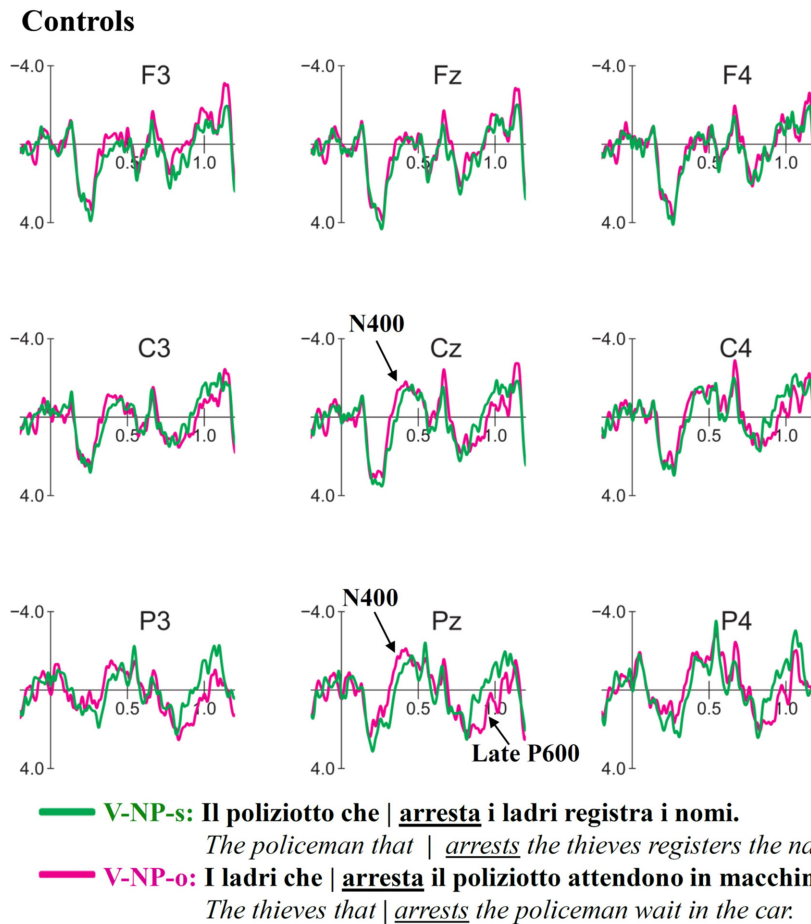 Controls
−4.0 F3 −4.0 Fz −4.0 F4
0.5 1.0 0.5 1.0 0.5 1.0
4.0 4.0 4.0
N400
−4.0 C3 −4.0 Cz −4.0 C4
0.5 1.0 0.5 1.0 0.5 1.0
4.0 4.0 4.0
N400
−4.0 P3 −4.0 Pz −4.0 P4
0.5 1.0 0.5 1.0 0.5 1.0
Late P600
4.0 4.0 4.0
V-NP-s: Il poliziotto che | arresta i ladri registra i nomi.
The policeman that | arrests the thieves registers the na
V-NP-o: I ladri che | arresta il poliziotto attendono in macchin
The thieves that | arrests the policeman wait in the car.